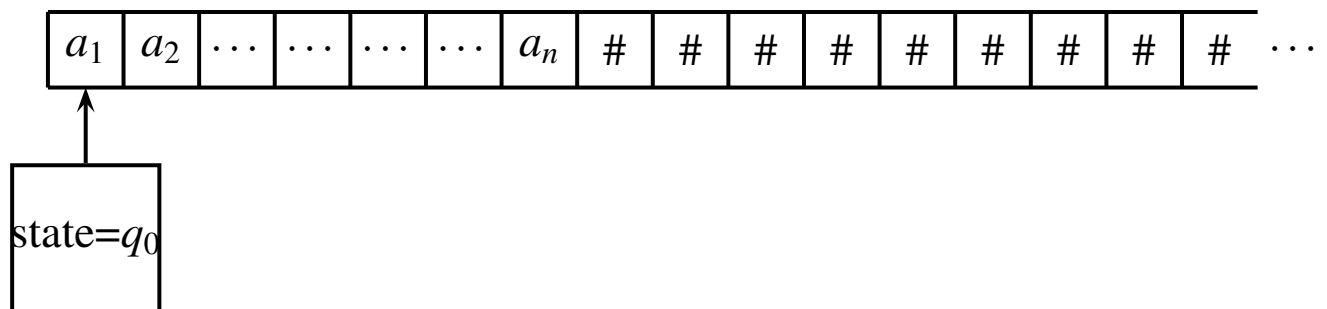 a₁ a₂ ⋯ ⋯ ⋯ ⋯ aₙ # # # # # # # # # ⋯
state=q₀